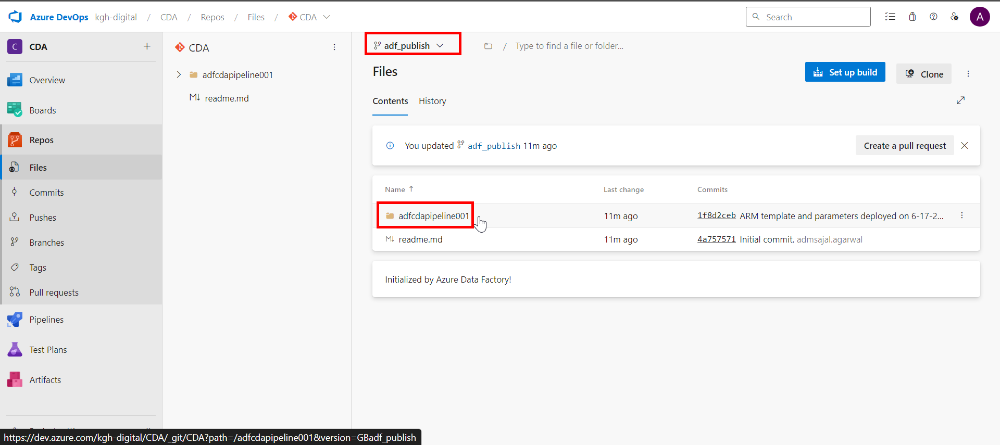 Azure DevOps kgh-digital / CDA / Repos / Files / CDA
Search
A
C CDA
Overview
Boards
Repos
Files
Commits
Pushes
Branches
Tags
Pull requests
Pipelines
Test Plans
Artifacts
CDA
adfcdapipeline001
M↓ readme.md
adf_publish
/ Type to find a file or folder...
Files
Set up build
Clone
Contents History
You updated adf_publish 11m ago
Create a pull request
Name ↑ Last change Commits
adfcdapipeline001 11m ago 1f8d2ceb ARM template and parameters deployed on 6-17-2...
M↓ readme.md 11m ago 4a757571 Initial commit. admsajal.agarwal
Initialized by Azure Data Factory!
https://dev.azure.com/kgh-digital/CDA/_git/CDA?path=/adfcdapipeline001&version=GBadf_publish